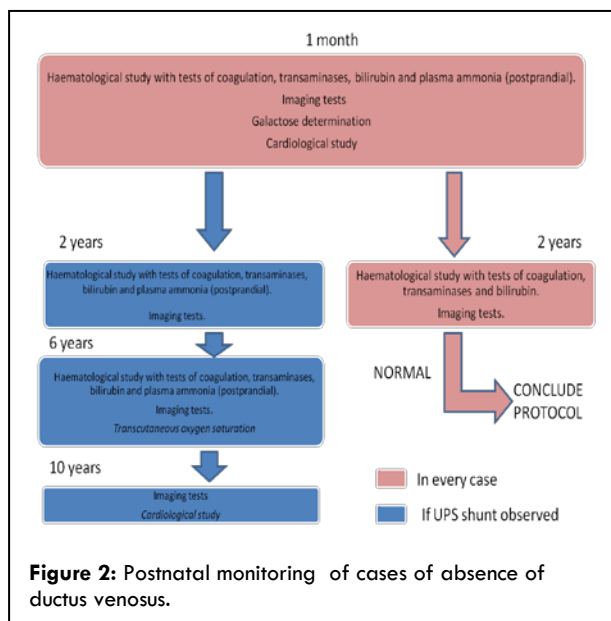 1 month
Haematological study with tests of coagulation, transaminases, bilirubin and plasma ammonia (postprandial).
Imaging tests
Galactose determination
Cardiological study
2 years
Haematological study with tests of coagulation, transaminases,
bilirubin and plasma ammonia (postprandial).
Imaging tests.
2 years
Haematological study with tests of coagulation,
transaminases and bilirubin.
Imaging tests.
6 years
Haematological study with tests of coagulation, transaminases,
bilirubin and plasma ammonia (postprandial).
Imaging tests.
Transcutaneous oxygen saturation
NORMAL
CONCLUDE
PROTOCOL
10 years
Imaging tests
Cardiological study
In every case
If UPS shunt observed
Figure 2: Postnatal monitoring of cases of absence of
ductus venosus.